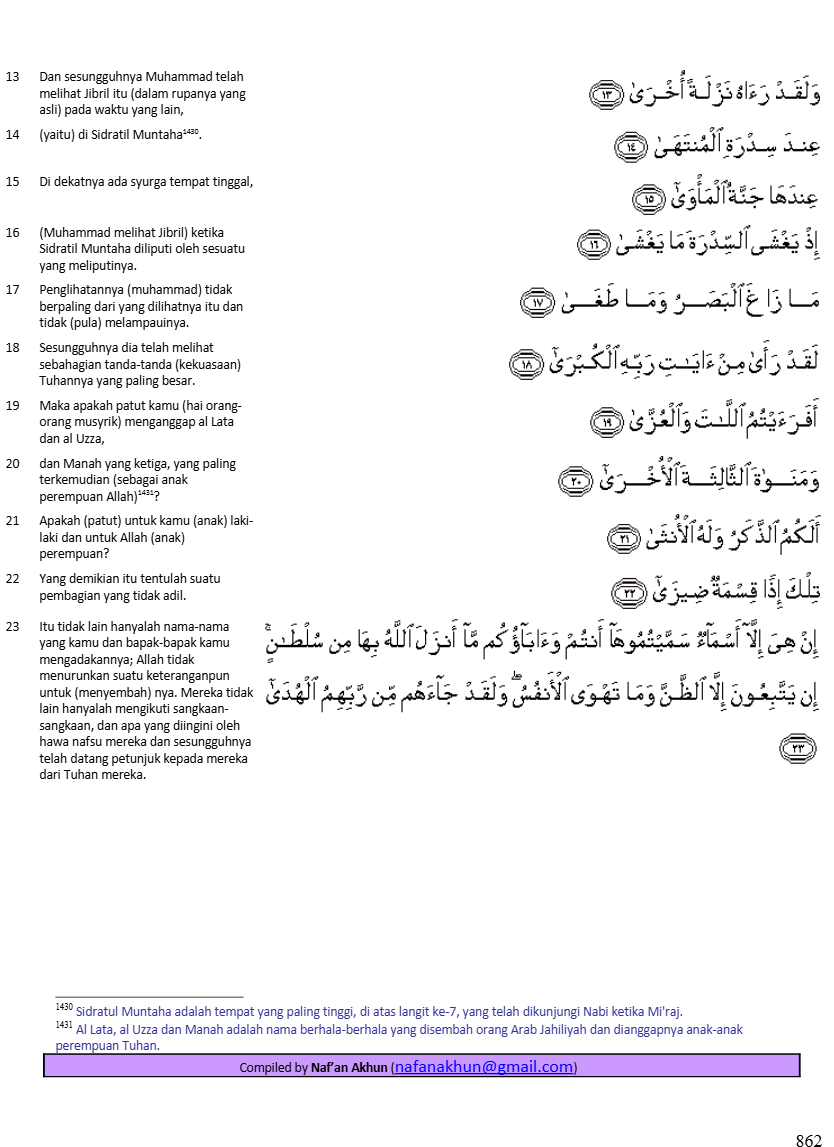 13 Dan sesungguhnya Muhammad telah
melihat Jibril itu (dalam rupanya yang
asli) pada waktu yang lain,
وَلَقَدْ رَءَاهُ نَزْلَةً أُخْرَىٰ ١٣
14 (yaitu) di Sidratil Muntaha1430.
عِندَ سِدْرَةِ ٱلْمُنتَهَىٰ ١٤
15 Di dekatnya ada syurga tempat tinggal,
عِندَهَا جَنَّةُ ٱلْمَأْوَىٰٓ ١٥
16 (Muhammad melihat Jibril) ketika
Sidratil Muntaha diliputi oleh sesuatu
yang meliputinya.
إِذْ يَغْشَى ٱلسِّدْرَةَ مَا يَغْشَىٰ ١٦
17 Penglihatannya (muhammad) tidak
berpaling dari yang dilihatnya itu dan
tidak (pula) melampauinya.
مَا زَاغَ ٱلْبَصَرُ وَمَا طَغَىٰ ١٧
18 Sesungguhnya dia telah melihat
sebahagian tanda-tanda (kekuasaan)
Tuhannya yang paling besar.
لَقَدْ رَأَىٰ مِنْ ءَايَـٰتِ رَبِّهِ ٱلْكُبْرَىٰٓ ١٨
19 Maka apakah patut kamu (hai orang-
orang musyrik) menganggap al Lata
dan al Uzza,
أَفَرَءَيْتُمُ ٱللَّـٰتَ وَٱلْعُزَّىٰ ١٩
20 dan Manah yang ketiga, yang paling
terkemudian (sebagai anak
perempuan Allah)1431?
وَمَنَوٰةَ ٱلثَّالِثَةَ ٱلْأُخْرَىٰٓ ٢٠
21 Apakah (patut) untuk kamu (anak) laki-
laki dan untuk Allah (anak)
perempuan?
أَلَكُمُ ٱلذَّكَرُ وَلَهُ ٱلْأُنثَىٰ ٢١
22 Yang demikian itu tentulah suatu
pembagian yang tidak adil.
تِلْكَ إِذًا قِسْمَةٌ ضِيزَىٰٓ ٢٢
23 Itu tidak lain hanyalah nama-nama
yang kamu dan bapak-bapak kamu
mengadakannya; Allah tidak
menurunkan suatu keteranganpun
untuk (menyembah) nya. Mereka tidak
lain hanyalah mengikuti sangkaan-
sangkaan, dan apa yang diingini oleh
hawa nafsu mereka dan sesungguhnya
telah datang petunjuk kepada mereka
dari Tuhan mereka.
إِنْ هِىَ إِلَّآ أَسْمَآءٌ سَمَّيْتُمُوهَآ أَنتُمْ وَءَابَآؤُكُم مَّآ أَنزَلَ ٱللَّهُ بِهَا مِن سُلْطَـٰنٍ ۚ
إِن يَتَّبِعُونَ إِلَّا ٱلظَّنَّ وَمَا تَهْوَى ٱلْأَنفُسُ ۖ وَلَقَدْ جَآءَهُم مِّن رَّبِّهِمُ ٱلْهُدَىٰٓ
٢٣
1430 Sidratul Muntaha adalah tempat yang paling tinggi, di atas langit ke-7, yang telah dikunjungi Nabi ketika Mi'raj.
1431 Al Lata, al Uzza dan Manah adalah nama berhala-berhala yang disembah orang Arab Jahiliyah dan dianggapnya anak-anak
perempuan Tuhan.
Compiled by Naf’an Akhun (nafanakhun@gmail.com)
862